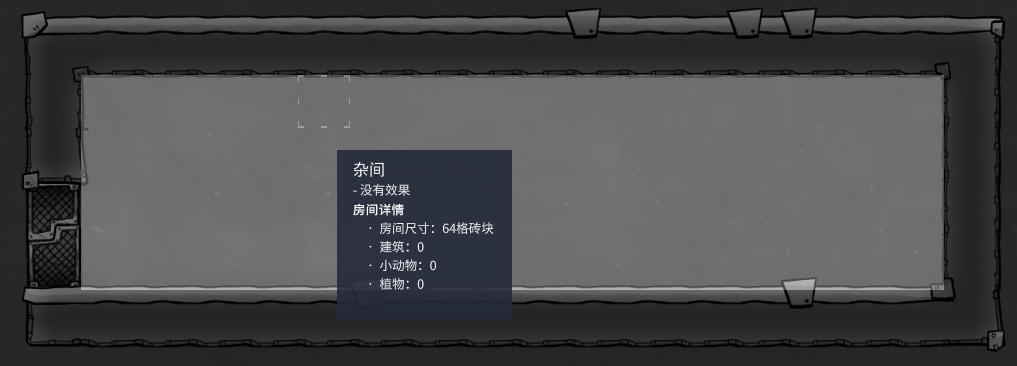 杂间
- 没有效果
房间详情
· 房间尺寸：64格砖块
· 建筑：0
· 小动物：0
· 植物：0